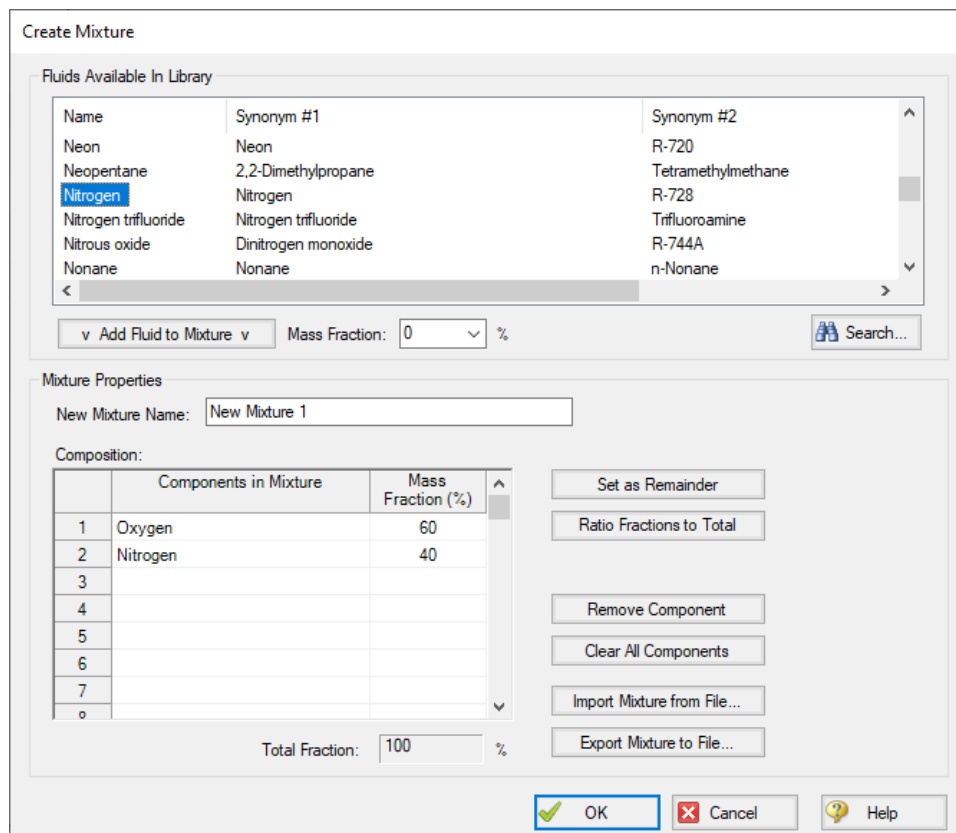 Create Mixture
Fluids Available In Library
Name Synonym #1 Synonym #2
Neon Neon R-720
Neopentane 2,2-Dimethylpropane Tetramethylmethane
Nitrogen Nitrogen R-728
Nitrogen trifluoride Nitrogen trifluoride Trifluoroamine
Nitrous oxide Dinitrogen monoxide R-744A
Nonane Nonane n-Nonane
v Add Fluid to Mixture v Mass Fraction: 0 % Search...
Mixture Properties
New Mixture Name: New Mixture 1
Composition:
Components in Mixture Mass
Fraction (%)
Set as Remainder
1 Oxygen 60 Ratio Fractions to Total
2 Nitrogen 40
3
4 Remove Component
5
6 Clear All Components
7 Import Mixture from File...
8
Total Fraction: 100 % Export Mixture to File...
OK Cancel Help